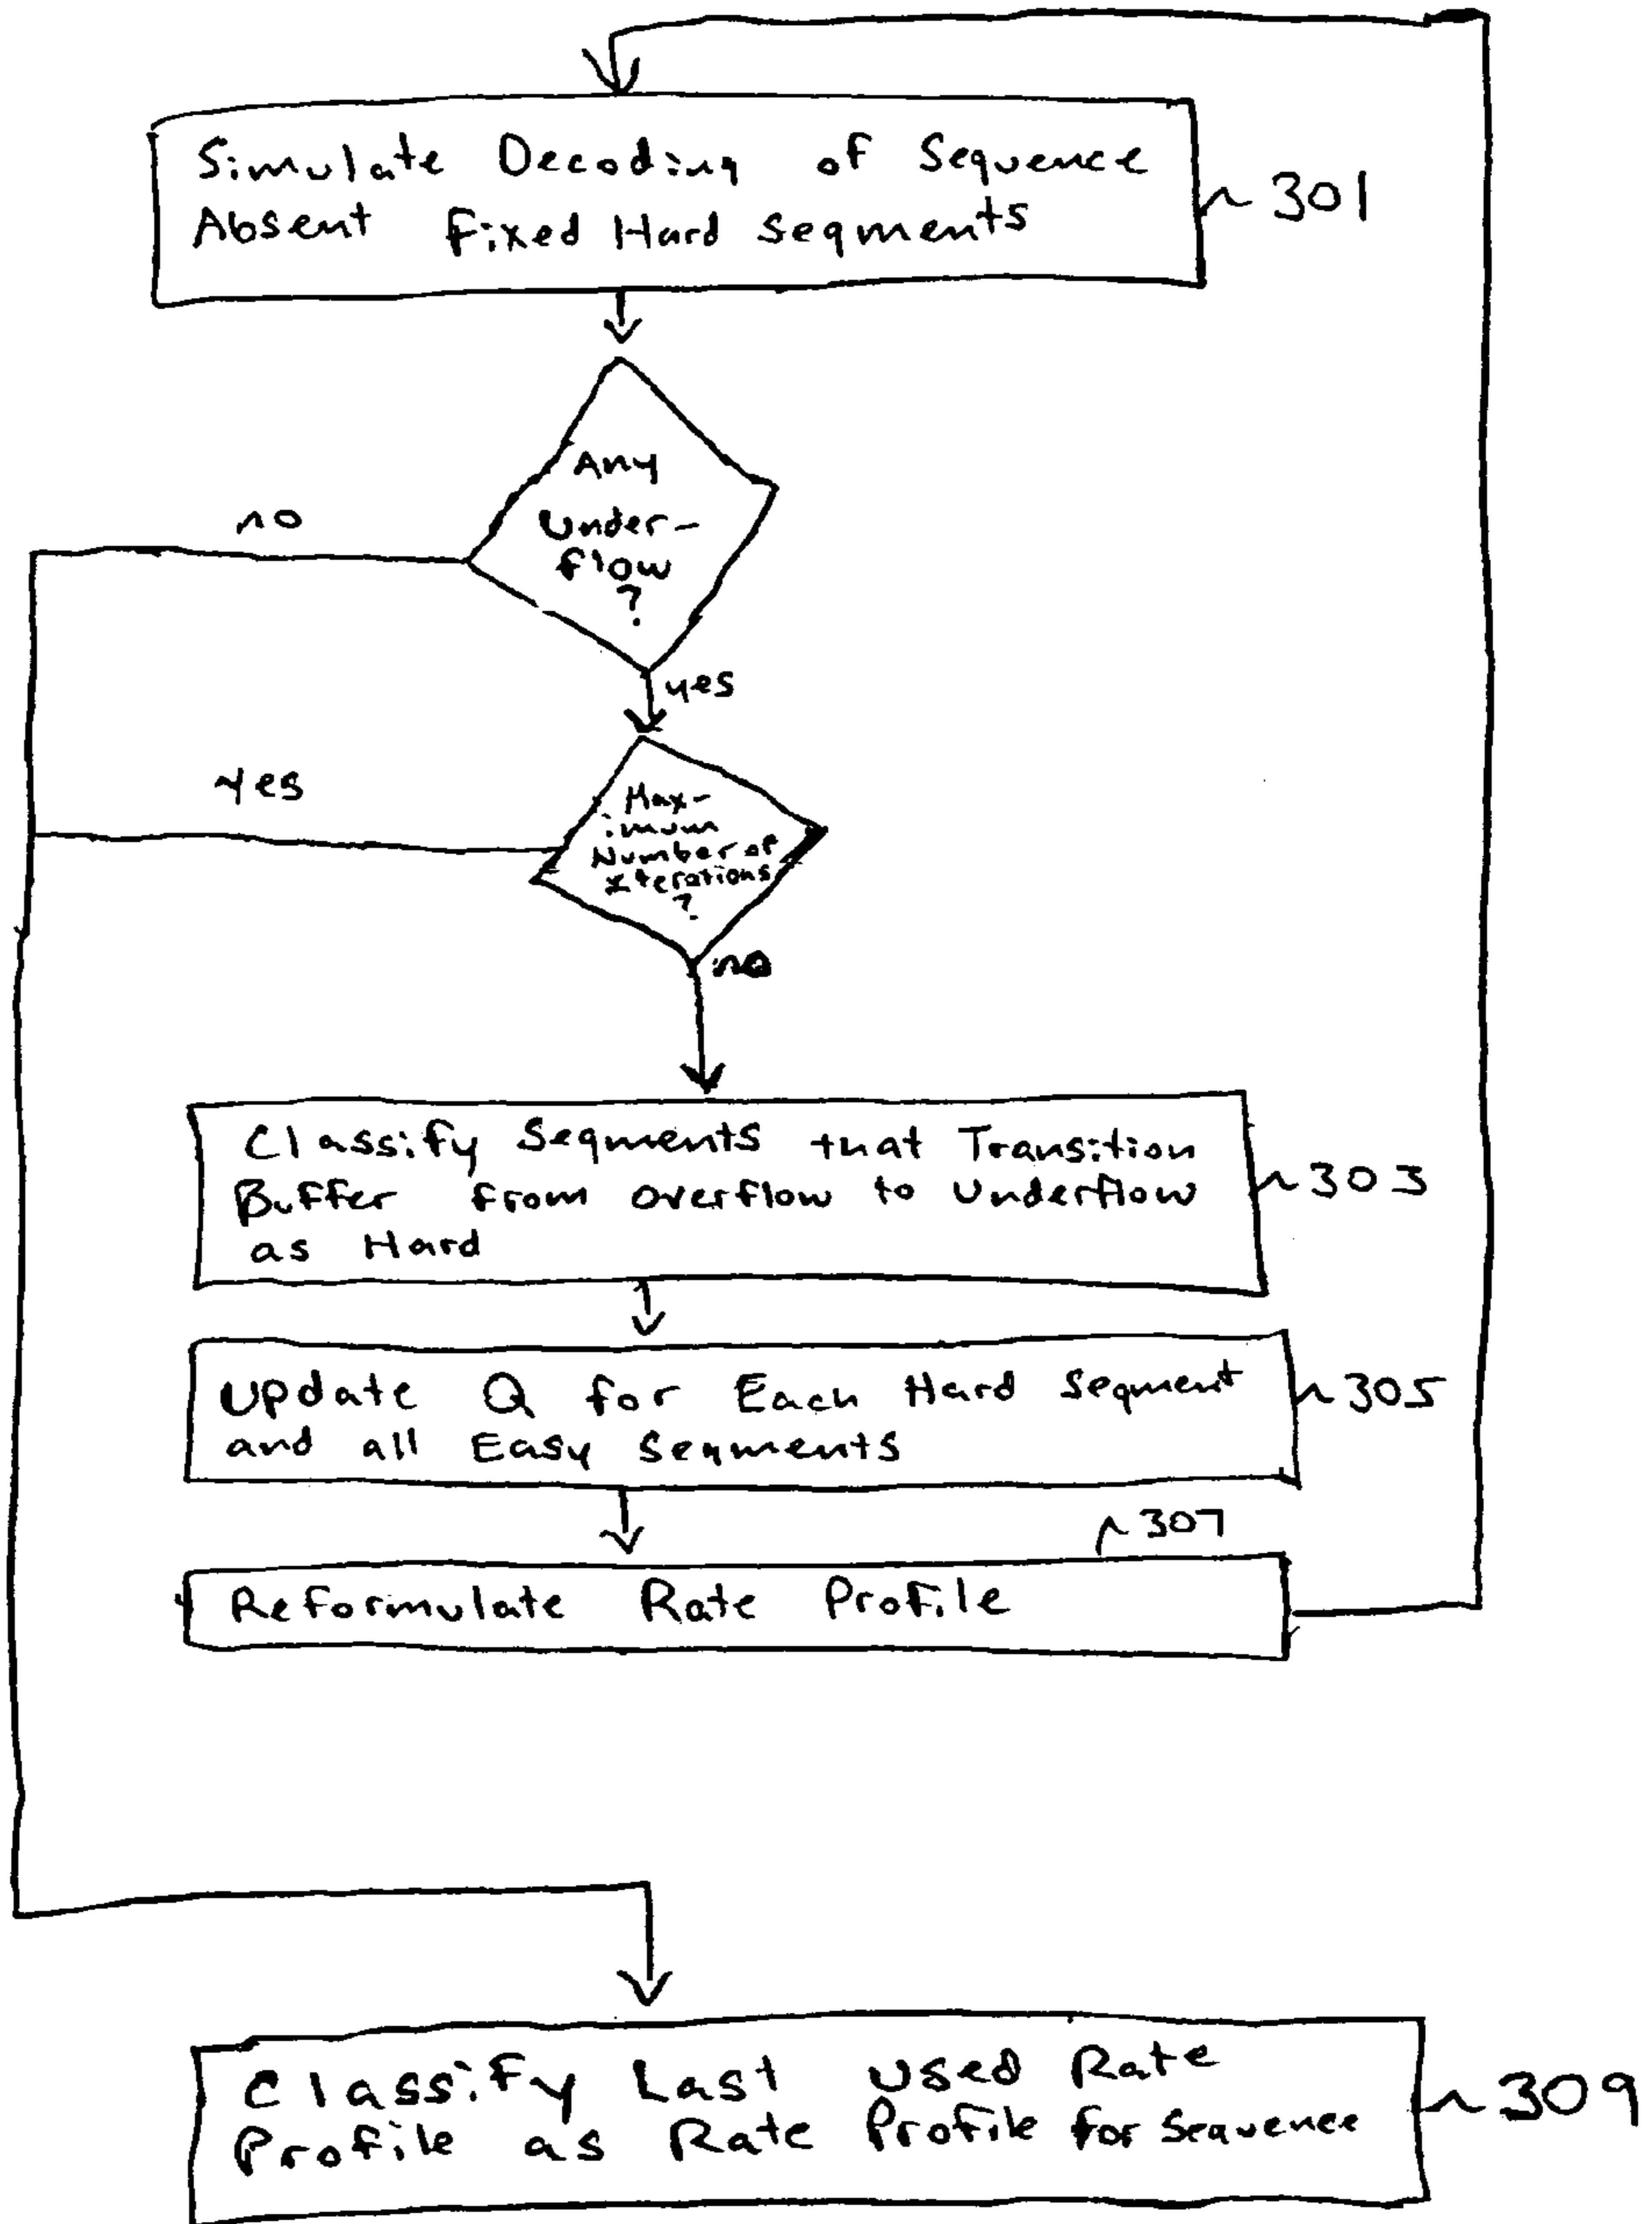 Simulate Decoding of Sequence
Absent Fixed Hard Segments
301
Any
Under-
flow
?
no
yes
Max-
imum
Number of
Iterations
?
yes
no
Classify Segments that Transition
Buffer from Overflow to Underflow
as Hard
303
Update Q for Each Hard Segment
and all Easy Segments
305
307
Reformulate Rate Profile
Classify Last Used Rate
Profile as Rate Profile for Sequence
309